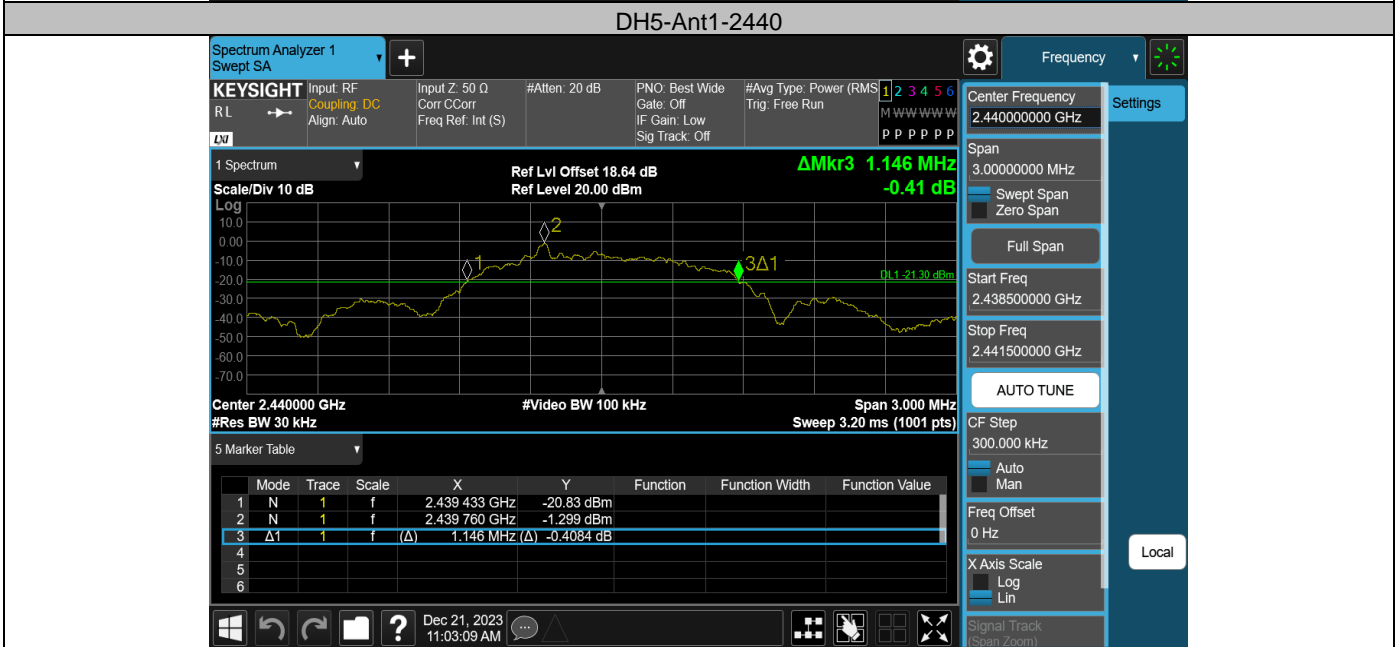 DH5-Ant1-2440
Spectrum Analyzer 1
Swept SA
Frequency
KEYSIGHT
RL
LXI
Input: RF
Coupling: DC
Align: Auto
Input Z: 50 Ω
Corr CCorr
Freq Ref: Int (S)
#Atten: 20 dB
PNO: Best Wide
Gate: Off
IF Gain: Low
Sig Track: Off
#Avg Type: Power (RMS
Trig: Free Run
1 2 3 4 5 6
M W W W W W
P P P P P P
Center Frequency
2.440000000 GHz
Settings
Span
3.00000000 MHz
Swept Span
Zero Span
Full Span
Start Freq
2.438500000 GHz
Stop Freq
2.441500000 GHz
AUTO TUNE
CF Step
300.000 kHz
Auto
Man
Freq Offset
0 Hz
X Axis Scale
Log
Lin
Signal Track
(Span Zoom)
Local
1 Spectrum
Scale/Div 10 dB
Ref Lvl Offset 18.64 dB
Ref Level 20.00 dBm
ΔMkr3 1.146 MHz
-0.41 dB
Log
10.0
0.00
-10.0
-20.0
-30.0
-40.0
-50.0
-60.0
-70.0
1
2
3Δ1
DL1 -21.30 dBm
Center 2.440000 GHz
#Video BW 100 kHz
Span 3.000 MHz
#Res BW 30 kHz
Sweep 3.20 ms (1001 pts)
5 Marker Table
Mode Trace Scale X Y Function Function Width Function Value
1 N 1 f 2.439 433 GHz -20.83 dBm
2 N 1 f 2.439 760 GHz -1.299 dBm
3 Δ1 1 f (Δ) 1.146 MHz (Δ) -0.4084 dB
4
5
6
?
Dec 21, 2023
11:03:09 AM